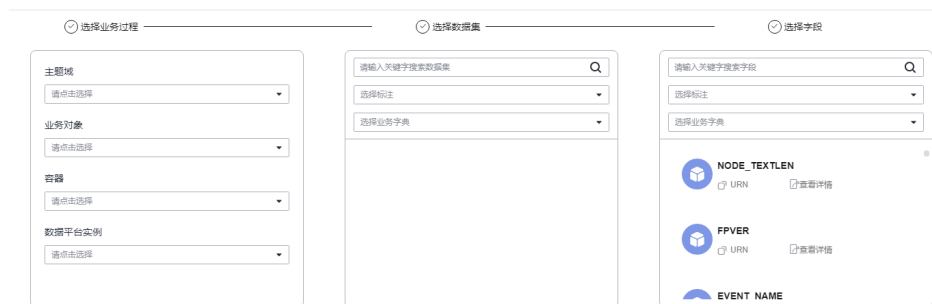 选择业务过程
选择数据集
选择字段
主题域
请点击选择
业务对象
请点击选择
容器
请点击选择
数据平台实例
请点击选择
请输入关键字搜索数据集
选择标注
选择业务字典
请输入关键字搜索字段
选择标注
选择业务字典
NODE_TEXTLEN
URN 查看详情
FPVER
URN 查看详情
EVENT_NAME